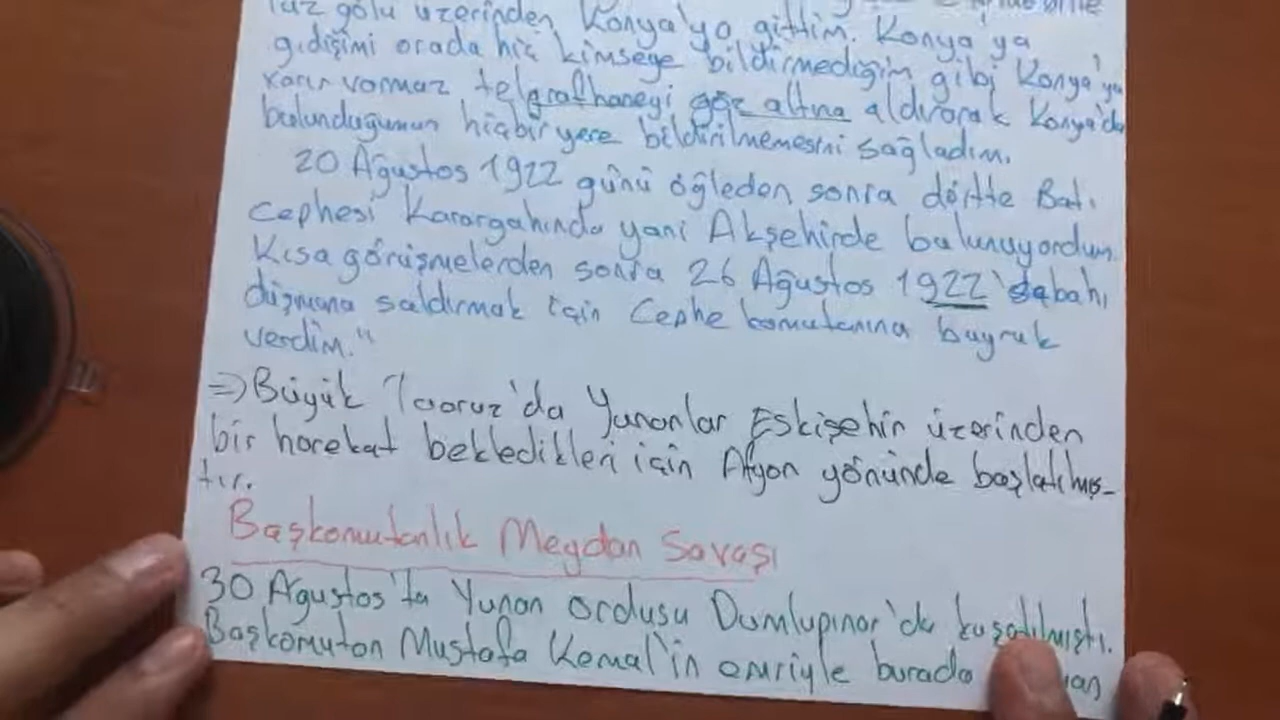 Tuz gölü üzerinden Konya'ya gittim. Konya'ya
gidişimi orada hiç kimseye bildirmediğim gibi Konya'ya
varır varmaz telgrafhaneyi göz altına aldırarak Konya'da
bulunduğumun hiçbir yere bildirilmemesini sağladım.
20 Ağustos 1922 günü öğleden sonra dörtte Batı
Cephesi Karargahında yani Akşehirde bulunuyordum.
Kısa görüşmelerden sonra 26 Ağustos 1922 sabahı
düşmana saldırmak için Cephe komutanına buyruk
verdim."
=> Büyük Taaruz'da Yunanlar Eskişehir üzerinden
bir harekat bekledikleri için Afyon yönünde başlatılmış-
tır.
Başkomutanlık Meydan Savaşı
30 Ağustos'ta Yunan ordusu Dumlupınar'da kuşatılmıştı.
Başkomutan Mustafa Kemal'in emriyle burada